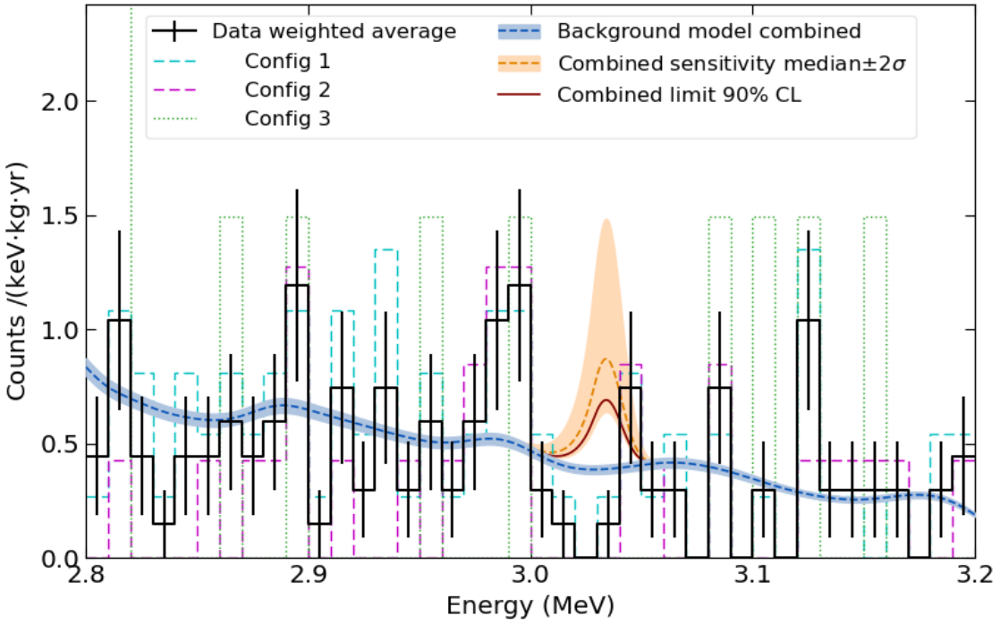 Data weighted average
Config 1
Config 2
Config 3
Background model combined
Combined sensitivity median±2σ
Combined limit 90% CL
Counts /(keV·kg·yr)
2.0
1.5
1.0
0.5
0.0
2.8
2.9
3.0
3.1
3.2
Energy (MeV)